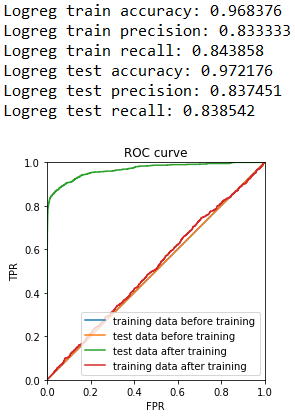 Logreg train accuracy: 0.968376
Logreg train precision: 0.833333
Logreg train recall: 0.843858
Logreg test accuracy: 0.972176
Logreg test precision: 0.837451
Logreg test recall: 0.838542
ROC curve
1.0
0.8
0.6
0.4
0.2
0.0
TPR
training data before training
test data before training
test data after training
training data after training
0.0 0.2 0.4 0.6 0.8 1.0
FPR